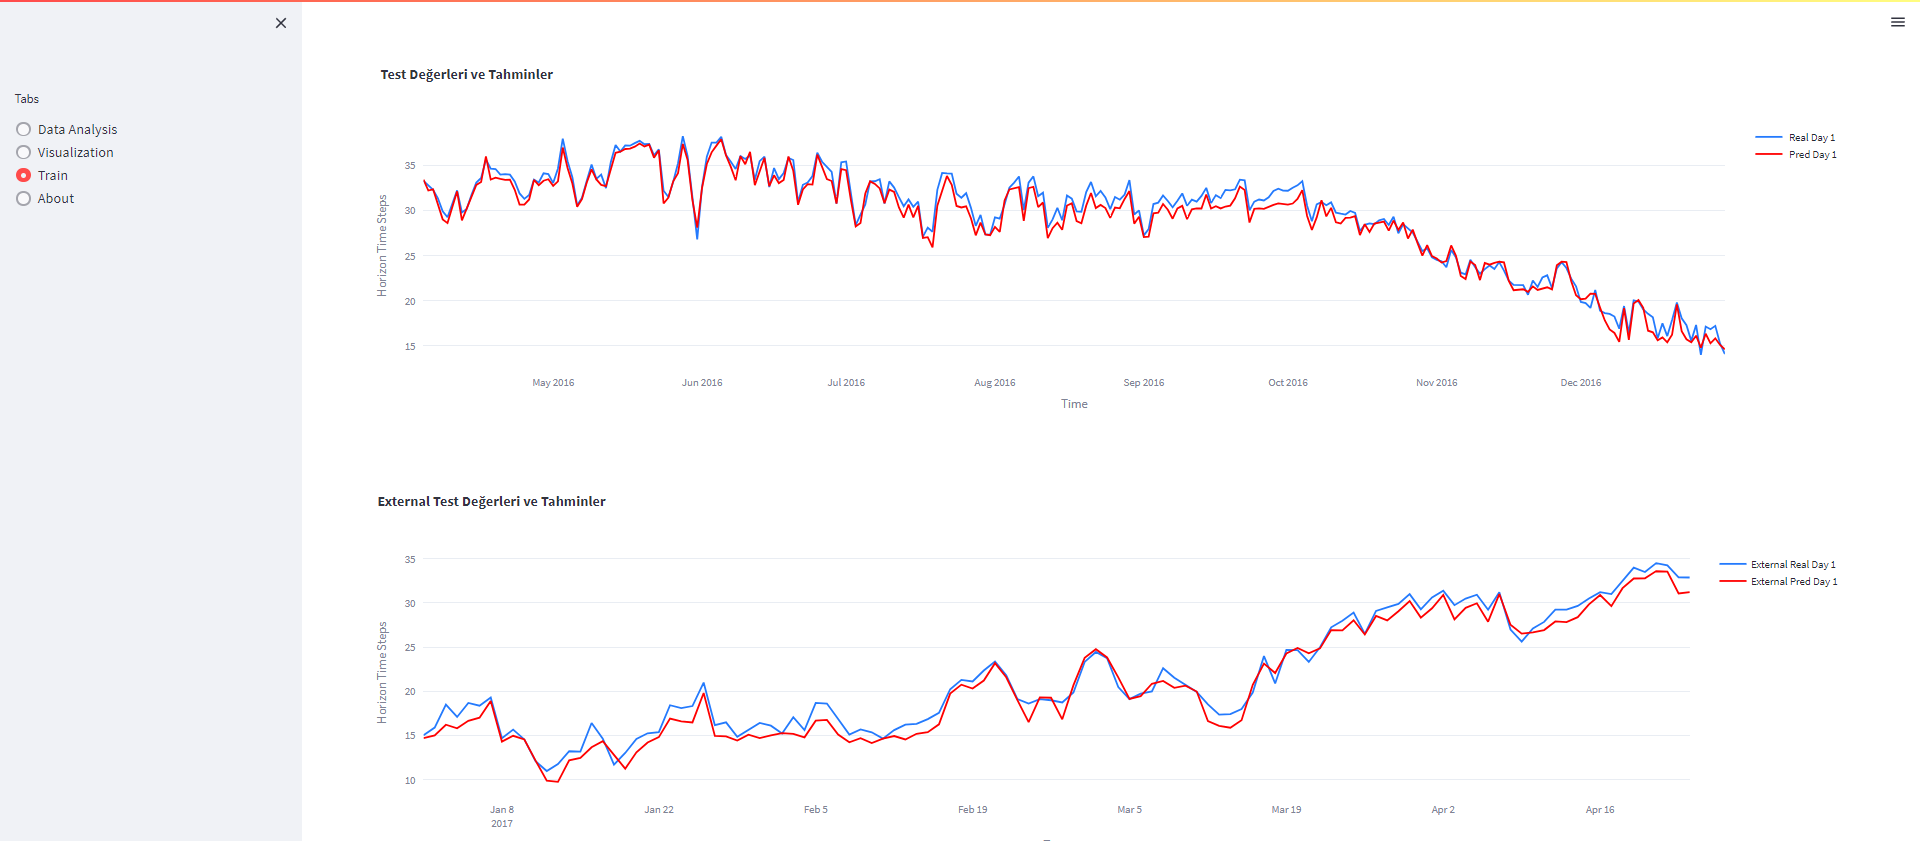 Tabs
Data Analysis
Visualization
Train
About
Test Değerleri ve Tahminler
Real Day 1
Pred Day 1
35
30
25
20
15
Horizon Time Steps
May 2016
Jun 2016
Jul 2016
Aug 2016
Sep 2016
Oct 2016
Nov 2016
Dec 2016
Time
External Test Değerleri ve Tahminler
External Real Day 1
External Pred Day 1
35
30
25
20
15
10
Horizon Time Steps
Jan 8
2017
Jan 22
Feb 5
Feb 19
Mar 5
Mar 19
Apr 2
Apr 16